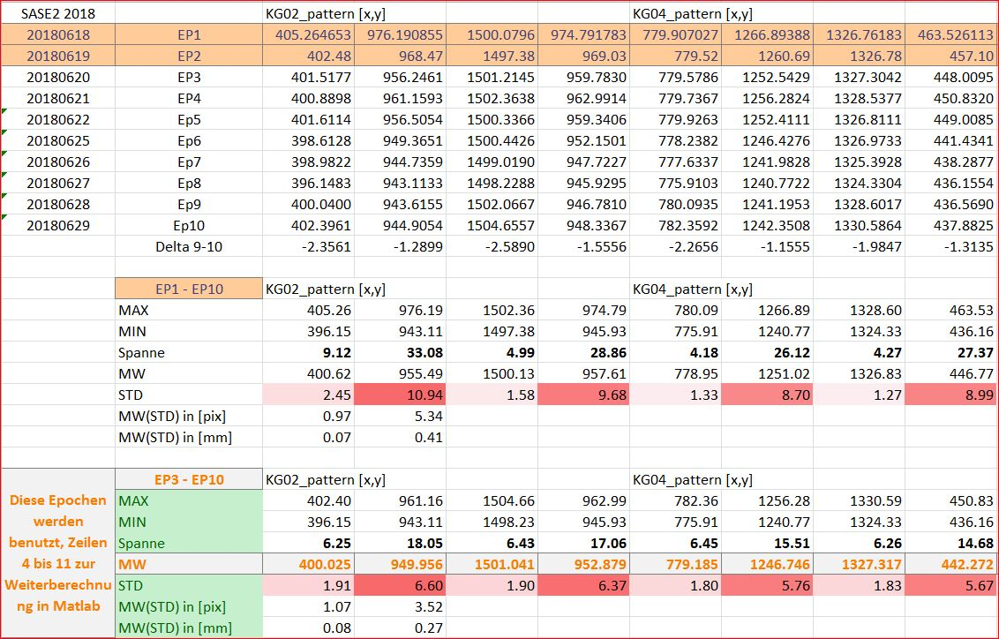 SASE2 2018 KG02_pattern [x,y] KG04_pattern [x,y]
20180618 EP1 405.264653 976.190855 1500.0796 974.791783 779.907027 1266.89388 1326.76183 463.526113
20180619 EP2 402.48 968.47 1497.38 969.03 779.52 1260.69 1326.78 457.10
20180620 EP3 401.5177 956.2461 1501.2145 959.7830 779.5786 1252.5429 1327.3042 448.0095
20180621 EP4 400.8898 961.1593 1502.3638 962.9914 779.7367 1256.2824 1328.5377 450.8320
20180622 Ep5 401.6114 956.5054 1500.3366 959.3406 779.9263 1252.4111 1326.8111 449.0085
20180625 Ep6 398.6128 949.3651 1500.4426 952.1501 778.2382 1246.4276 1326.9733 441.4341
20180626 Ep7 398.9822 944.7359 1499.0190 947.7227 777.6337 1241.9828 1325.3928 438.2877
20180627 Ep8 396.1483 943.1133 1498.2288 945.9295 775.9103 1240.7722 1324.3304 436.1554
20180628 Ep9 400.0400 943.6155 1502.0667 946.7810 780.0935 1241.1953 1328.6017 436.5690
20180629 Ep10 402.3961 944.9054 1504.6557 948.3367 782.3592 1242.3508 1330.5864 437.8825
Delta 9-10 -2.3561 -1.2899 -2.5890 -1.5556 -2.2656 -1.1555 -1.9847 -1.3135
EP1 - EP10 KG02_pattern [x,y] KG04_pattern [x,y]
MAX 405.26 976.19 1502.36 974.79 780.09 1266.89 1328.60 463.53
MIN 396.15 943.11 1497.38 945.93 775.91 1240.77 1324.33 436.16
Spanne 9.12 33.08 4.99 28.86 4.18 26.12 4.27 27.37
MW 400.62 955.49 1500.13 957.61 778.95 1251.02 1326.83 446.77
STD 2.45 10.94 1.58 9.68 1.33 8.70 1.27 8.99
MW(STD) in [pix] 0.97 5.34
MW(STD) in [mm] 0.07 0.41
EP3 - EP10 KG02_pattern [x,y] KG04_pattern [x,y]
Diese Epochen
werden
benutzt, Zeilen
4 bis 11 zur
Weiterberechnu
ng in Matlab
MAX 402.40 961.16 1504.66 962.99 782.36 1256.28 1330.59 450.83
MIN 396.15 943.11 1498.23 945.93 775.91 1240.77 1324.33 436.16
Spanne 6.25 18.05 6.43 17.06 6.45 15.51 6.26 14.68
MW 400.025 949.956 1501.041 952.879 779.185 1246.746 1327.317 442.272
STD 1.91 6.60 1.90 6.37 1.80 5.76 1.83 5.67
MW(STD) in [pix] 1.07 3.52
MW(STD) in [mm] 0.08 0.27